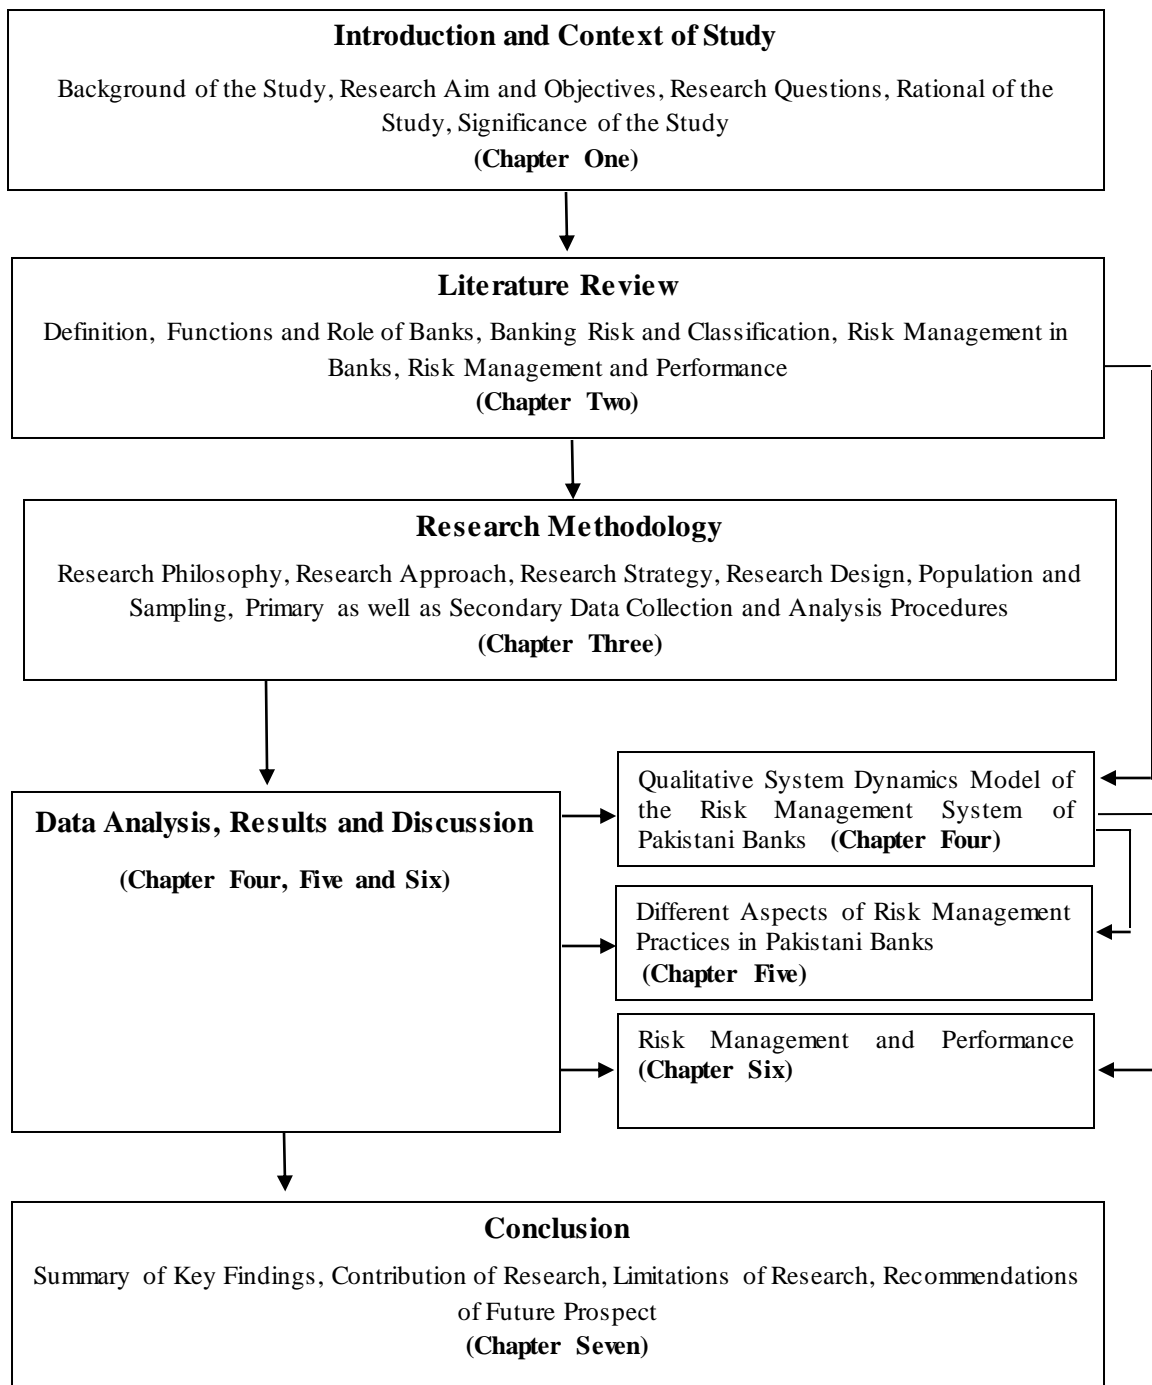 Introduction and Context of Study
Background of the Study, Research Aim and Objectives, Research Questions, Rational of the
Study, Significance of the Study
(Chapter One)
Literature Review
Definition, Functions and Role of Banks, Banking Risk and Classification, Risk Management in
Banks, Risk Management and Performance
(Chapter Two)
Research Methodology
Research Philosophy, Research Approach, Research Strategy, Research Design, Population and
Sampling, Primary as well as Secondary Data Collection and Analysis Procedures
(Chapter Three)
Data Analysis, Results and Discussion
(Chapter Four, Five and Six)
Qualitative System Dynamics Model of
the Risk Management System of
Pakistani Banks (Chapter Four)
Different Aspects of Risk Management
Practices in Pakistani Banks
(Chapter Five)
Risk Management and Performance
(Chapter Six)
Conclusion
Summary of Key Findings, Contribution of Research, Limitations of Research, Recommendations
of Future Prospect
(Chapter Seven)